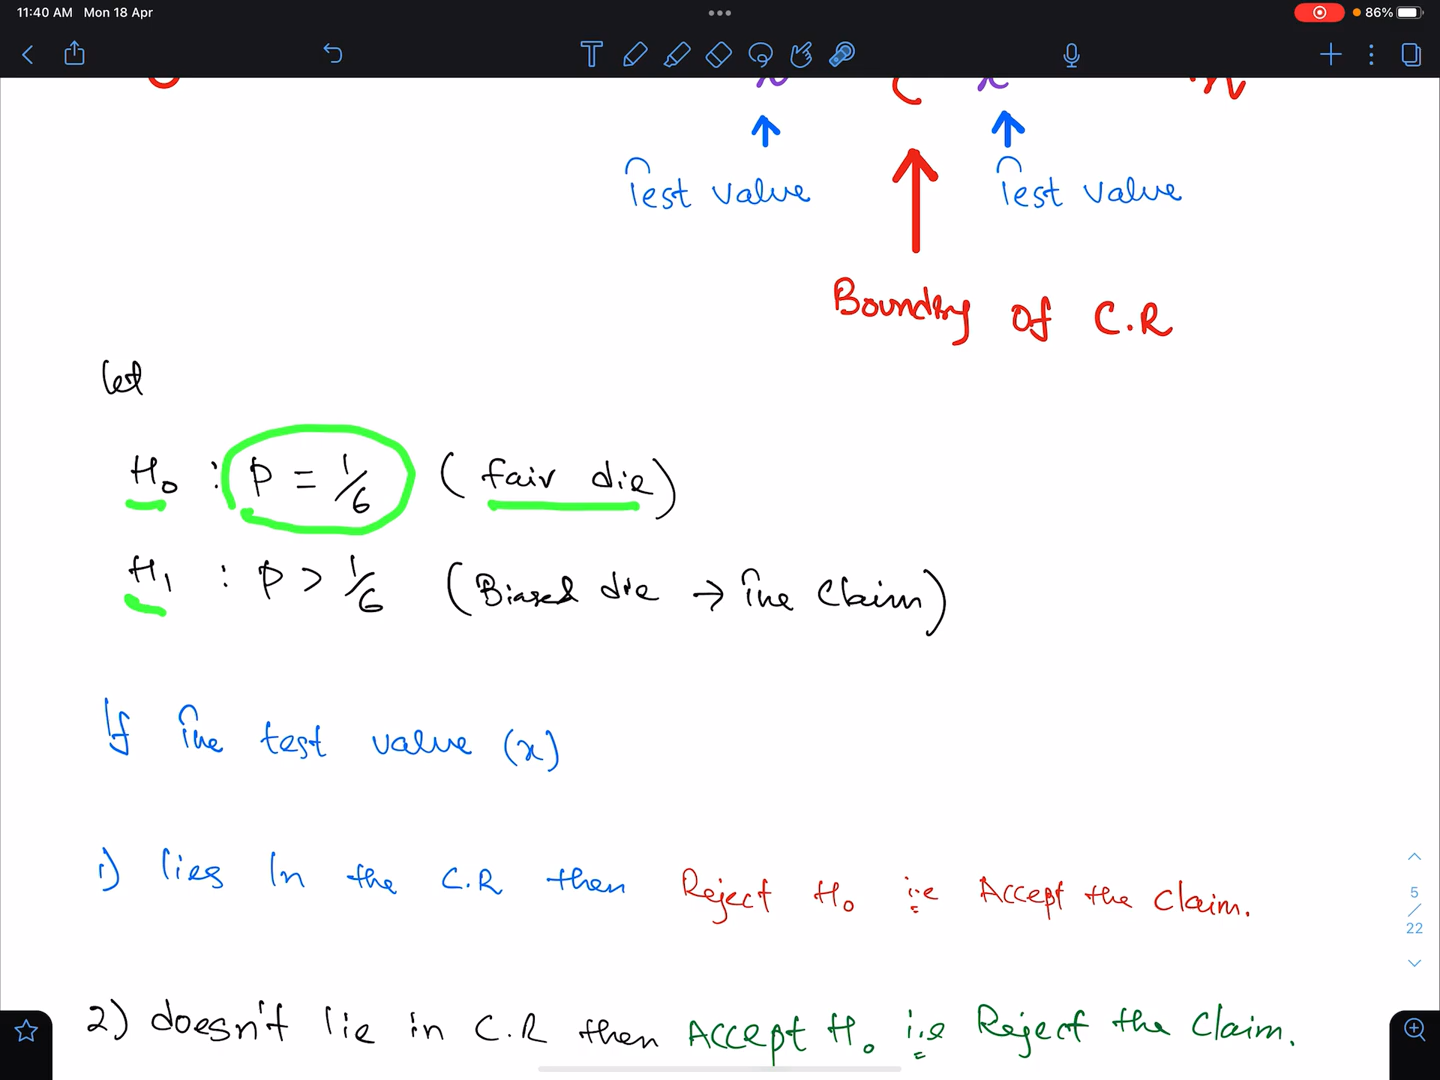 11:40 AM Mon 18 Apr
86%
Test value
Test value
Boundry of C.R
let
H₀ : P = 1/6 (fair die)
H₁ : P > 1/6 (Biased die → The Claim)
If The test value (x)
1) lies In the C.R then Reject H₀ i.e Accept the Claim.
2) doesn't lie in C.R then Accept H₀ i.e Reject the Claim.
5
/
22